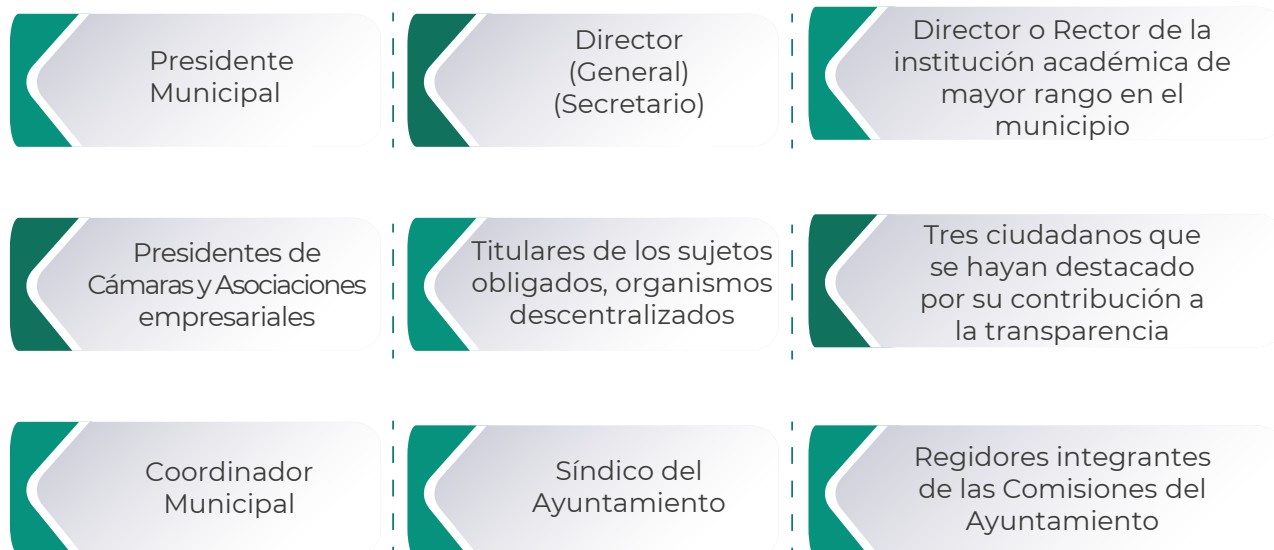 Presidente
Municipal
Director
(General)
(Secretario)
Director o Rector de la
institución académica de
mayor rango en el
municipio
Presidentes de
Cámaras y Asociaciones
empresariales
Titulares de los sujetos
obligados, organismos
descentralizados
Tres ciudadanos que
se hayan destacado
por su contribución a
la transparencia
Coordinador
Municipal
Síndico del
Ayuntamiento
Regidores integrantes
de las Comisiones del
Ayuntamiento